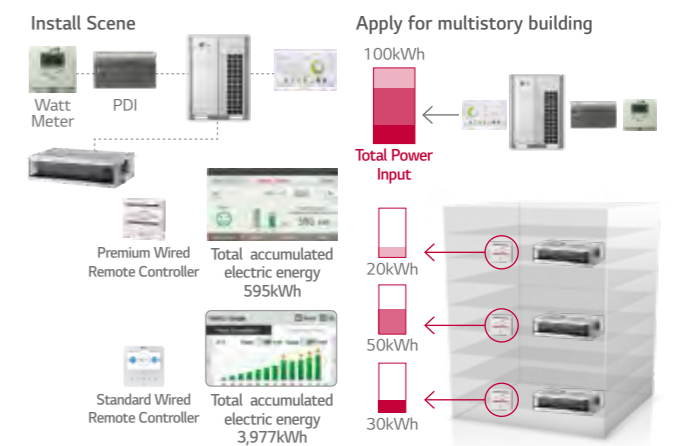 Install Scene
Watt
Meter
PDI
Premium Wired
Remote Controller
Total accumulated
electric energy
595kWh
Standard Wired
Remote Controller
Total accumulated
electric energy
3,977kWh
Apply for multistory building
100kWh
Total Power
Input
20kWh
50kWh
30kWh